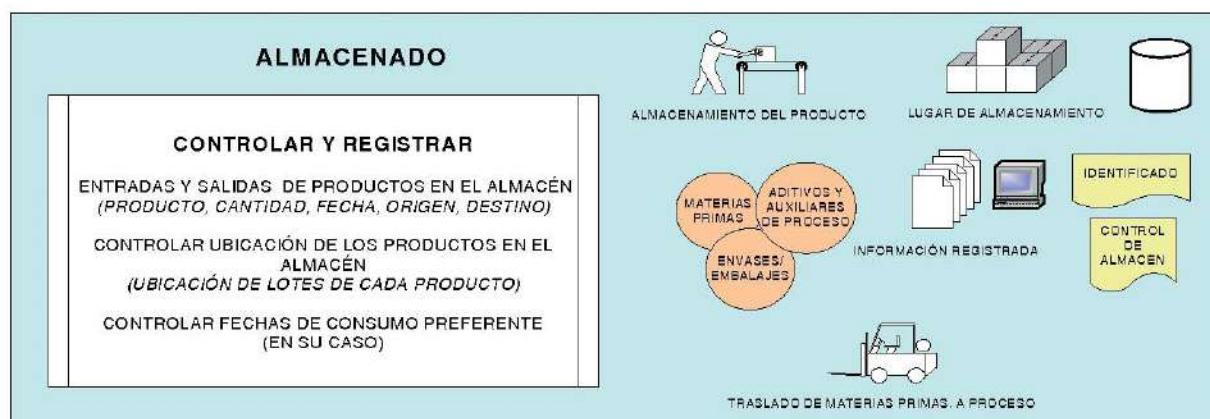 ALMACENADO
CONTROLAR Y REGISTRAR
ENTRADAS Y SALIDAS DE PRODUCTOS EN EL ALMACÉN
(PRODUCTO, CANTIDAD, FECHA, ORIGEN, DESTINO)
CONTROLAR UBICACIÓN DE LOS PRODUCTOS EN EL
ALMACÉN
(UBICACIÓN DE LOTES DE CADA PRODUCTO)
CONTROLAR FECHAS DE CONSUMO PREFERENTE
(EN SU CASO)
ALMACENAMIENTO DEL PRODUCTO
LUGAR DE ALMACENAMIENTO
MATERIAS
PRIMAS
ADITIVOS Y
AUXILIARES
DE PROCESO
ENVASES/
EMBALAJES
INFORMACIÓN REGISTRADA
IDENTIFICADO
CONTROL
DE
ALMACEN
TRASLADO DE MATERIAS PRIMAS. A PROCESO